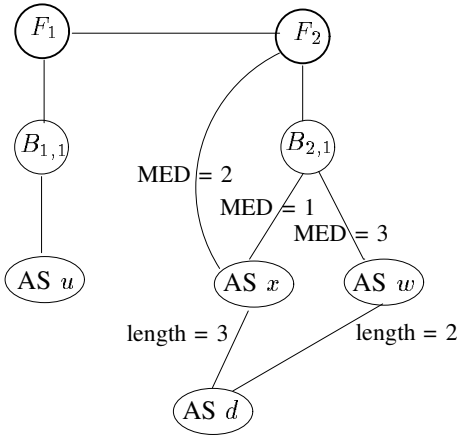 F₁
F₂
B₁,₁
B₂,₁
MED = 2
MED = 1
MED = 3
AS u
AS x
AS w
length = 3
length = 2
AS d